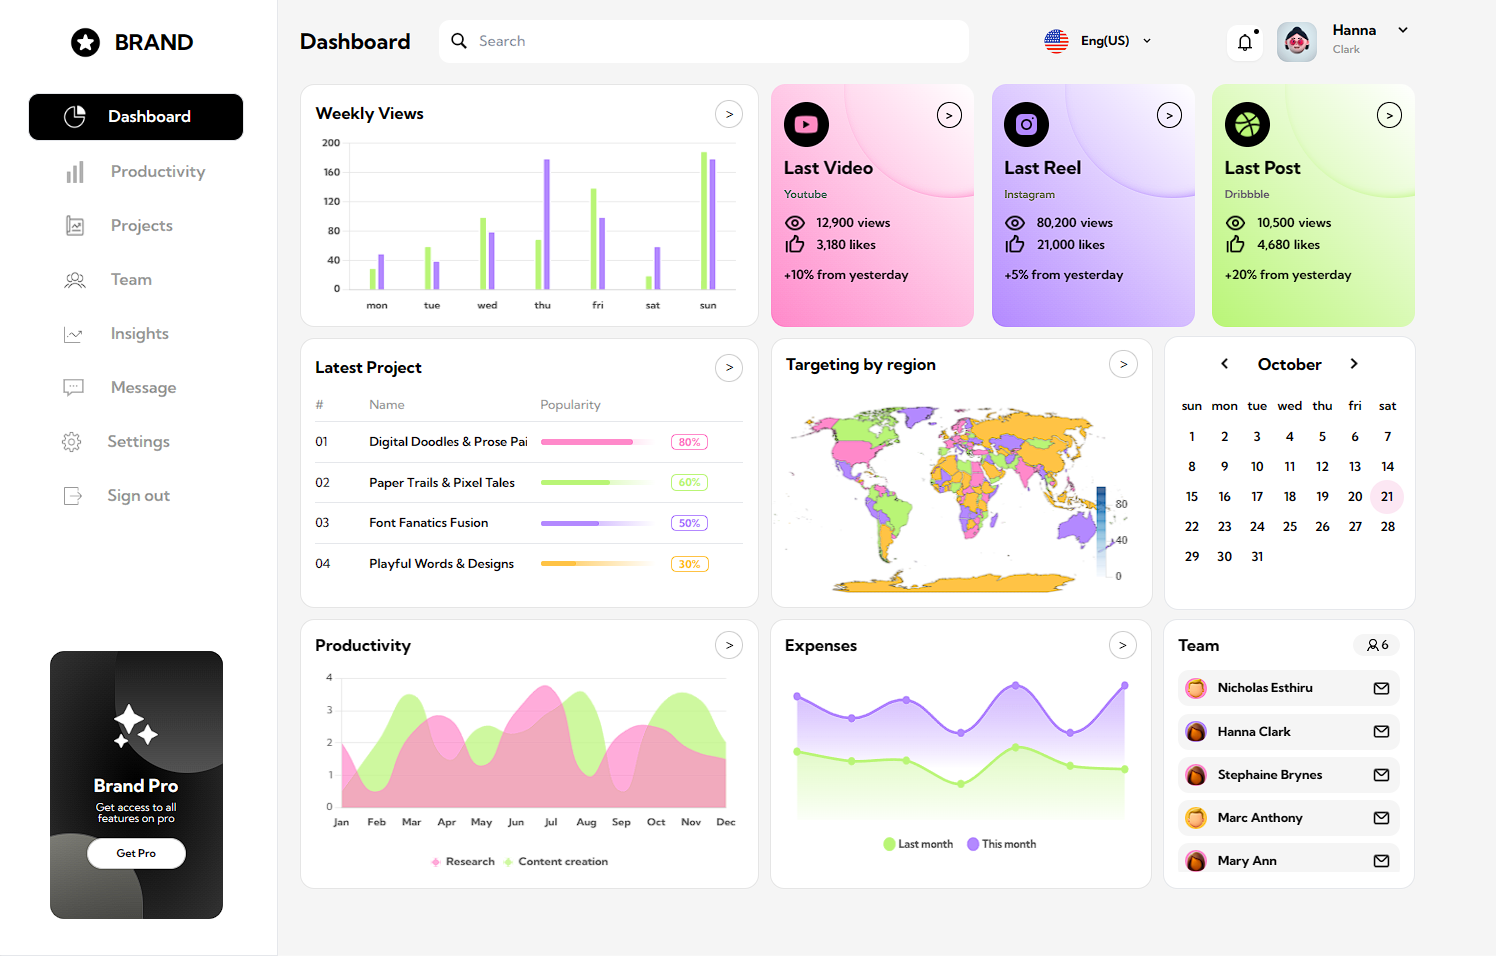 BRAND
Dashboard
Search
Eng(US)
Hanna
Clark
Dashboard
Productivity
Projects
Team
Insights
Message
Settings
Sign out
Brand Pro
Get access to all
features on pro
Get Pro
Weekly Views
>
200
160
120
80
40
0
mon tue wed thu fri sat sun
>
Last Video
Youtube
12,900 views
3,180 likes
+10% from yesterday
>
Last Reel
Instagram
80,200 views
21,000 likes
+5% from yesterday
>
Last Post
Dribbble
10,500 views
4,680 likes
+20% from yesterday
Latest Project
>
# Name Popularity
01 Digital Doodles & Prose Pai 80%
02 Paper Trails & Pixel Tales 60%
03 Font Fanatics Fusion 50%
04 Playful Words & Designs 30%
Targeting by region
>
80
40
0
October
sun mon tue wed thu fri sat
1 2 3 4 5 6 7
8 9 10 11 12 13 14
15 16 17 18 19 20 21
22 23 24 25 26 27 28
29 30 31
Productivity
>
4
3
2
1
0
Jan Feb Mar Apr May Jun Jul Aug Sep Oct Nov Dec
Research Content creation
Expenses
>
Last month This month
Team
6
Nicholas Esthiru
Hanna Clark
Stephaine Brynes
Marc Anthony
Mary Ann